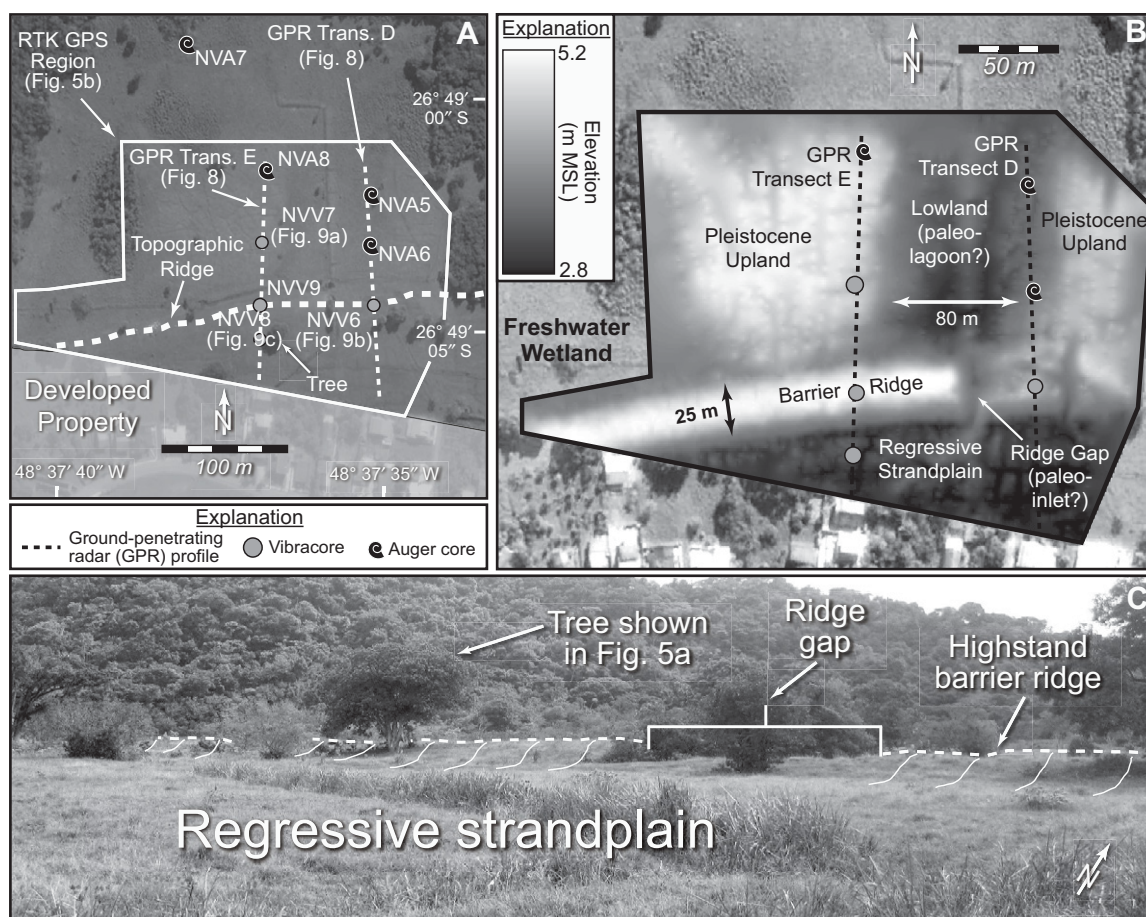 A
RTK GPS
Region
(Fig. 5b)
NVA7
GPR Trans. D
(Fig. 8)
26° 49′
00″ S
GPR Trans. E
(Fig. 8)
NVA8
NVA5
NVV7
(Fig. 9a)
NVA6
Topographic
Ridge
NVV9
NVV8
(Fig. 9c)
NVV6
(Fig. 9b)
26° 49′
05″ S
Tree
Developed
Property
N
100 m
48° 37′ 40″ W
48° 37′ 35″ W
Explanation
Ground-penetrating
radar (GPR) profile
Vibracore
Auger core
B
Explanation
5.2
Elevation
(m MSL)
2.8
N
50 m
GPR
Transect E
GPR
Transect D
Lowland
(paleo-
lagoon?)
Pleistocene
Upland
Pleistocene
Upland
80 m
Freshwater
Wetland
Barrier Ridge
25 m
Regressive
Strandplain
Ridge Gap
(paleo-
inlet?)
C
Tree shown
in Fig. 5a
Ridge
gap
Highstand
barrier ridge
Regressive strandplain
N